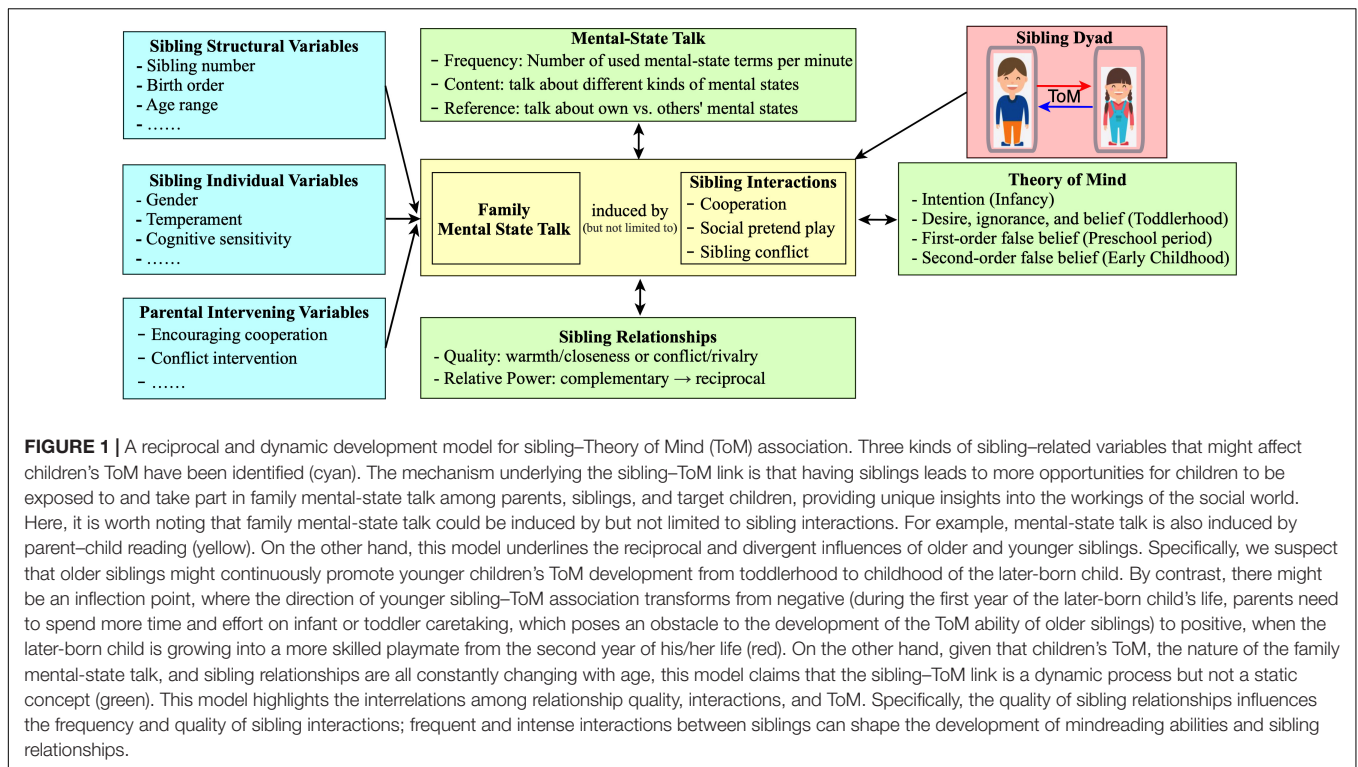 Sibling Structural Variables
- Sibling number
- Birth order
- Age range
- ……
Sibling Individual Variables
- Gender
- Temperament
- Cognitive sensitivity
- ……
Parental Intervening Variables
- Encouraging cooperation
- Conflict intervention
- ……
Mental-State Talk
- Frequency: Number of used mental-state terms per minute
- Content: talk about different kinds of mental states
- Reference: talk about own vs. others' mental states
Family
Mental State Talk
induced by
(but not limited to)
Sibling Interactions
- Cooperation
- Social pretend play
- Sibling conflict
Sibling Relationships
- Quality: warmth/closeness or conflict/rivalry
- Relative Power: complementary → reciprocal
Sibling Dyad
ToM
Theory of Mind
- Intention (Infancy)
- Desire, ignorance, and belief (Toddlerhood)
- First-order false belief (Preschool period)
- Second-order false belief (Early Childhood)
FIGURE 1 | A reciprocal and dynamic development model for sibling–Theory of Mind (ToM) association. Three kinds of sibling–related variables that might affect
children's ToM have been identified (cyan). The mechanism underlying the sibling–ToM link is that having siblings leads to more opportunities for children to be
exposed to and take part in family mental-state talk among parents, siblings, and target children, providing unique insights into the workings of the social world.
Here, it is worth noting that family mental-state talk could be induced by but not limited to sibling interactions. For example, mental-state talk is also induced by
parent–child reading (yellow). On the other hand, this model underlines the reciprocal and divergent influences of older and younger siblings. Specifically, we suspect
that older siblings might continuously promote younger children's ToM development from toddlerhood to childhood of the later-born child. By contrast, there might
be an inflection point, where the direction of younger sibling–ToM association transforms from negative (during the first year of the later-born child's life, parents need
to spend more time and effort on infant or toddler caretaking, which poses an obstacle to the development of the ToM ability of older siblings) to positive, when the
later-born child is growing into a more skilled playmate from the second year of his/her life (red). On the other hand, given that children's ToM, the nature of the family
mental-state talk, and sibling relationships are all constantly changing with age, this model claims that the sibling–ToM link is a dynamic process but not a static
concept (green). This model highlights the interrelations among relationship quality, interactions, and ToM. Specifically, the quality of sibling relationships influences
the frequency and quality of sibling interactions; frequent and intense interactions between siblings can shape the development of mindreading abilities and sibling
relationships.